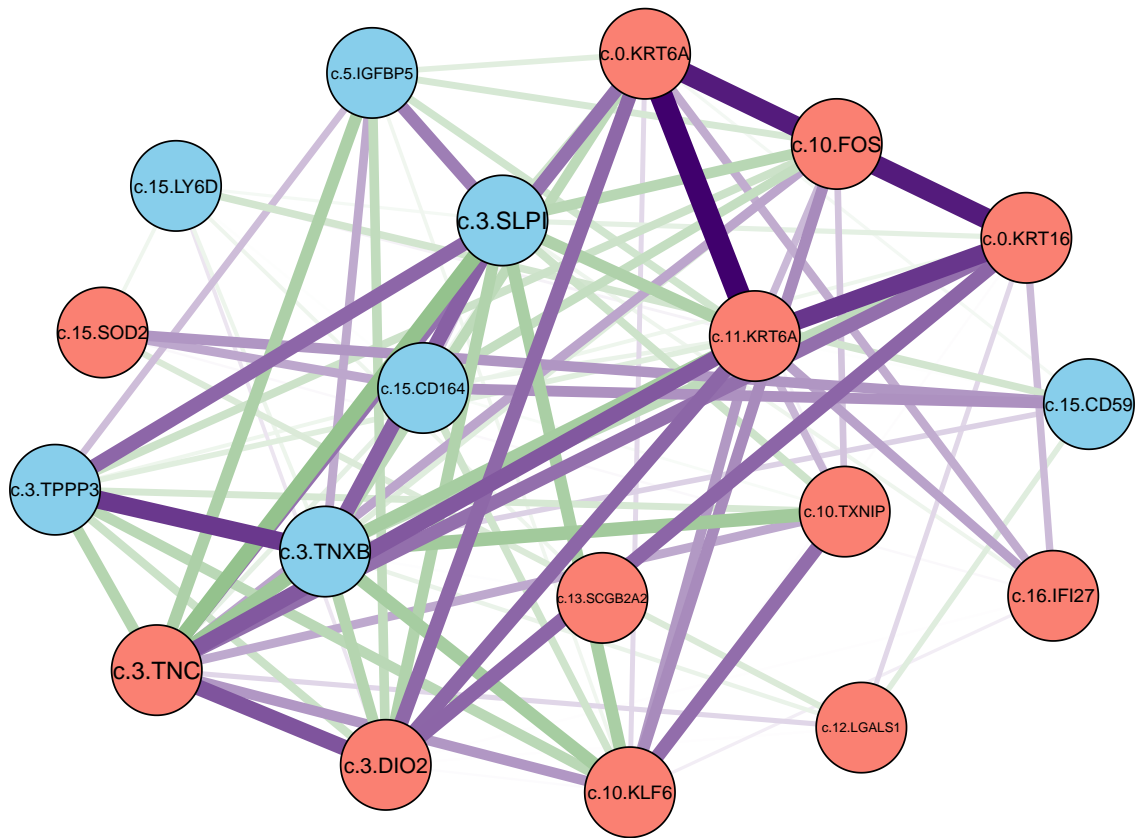 c.0.KRT6A
c.5.IGFBP5
c.10.FOS
c.15.LY6D
c.3.SLPI
c.0.KRT16
c.15.SOD2
c.11.KRT6A
c.15.CD164
c.15.CD59
c.3.TPPP3
c.10.TXNIP
c.3.TNXB
c.13.SCGB2A2
c.16.IFI27
c.3.TNC
c.12.LGALS1
c.3.DIO2
c.10.KLF6